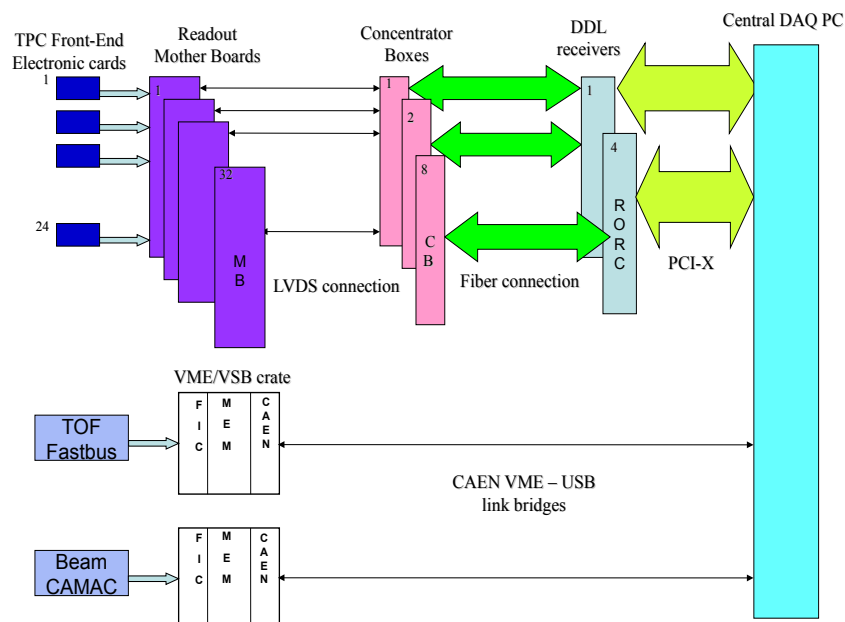 TPC Front-End
Electronic cards
Readout
Mother Boards
Concentrator
Boxes
DDL
receivers
Central DAQ PC
1
24
1
32
M
B
1
2
8
C
B
1
4
R
O
R
C
LVDS connection
Fiber connection
PCI-X
VME/VSB crate
TOF
Fastbus
F
I
C
M
E
M
C
A
E
N
CAEN VME – USB
link bridges
Beam
CAMAC
F
I
C
M
E
M
C
A
E
N